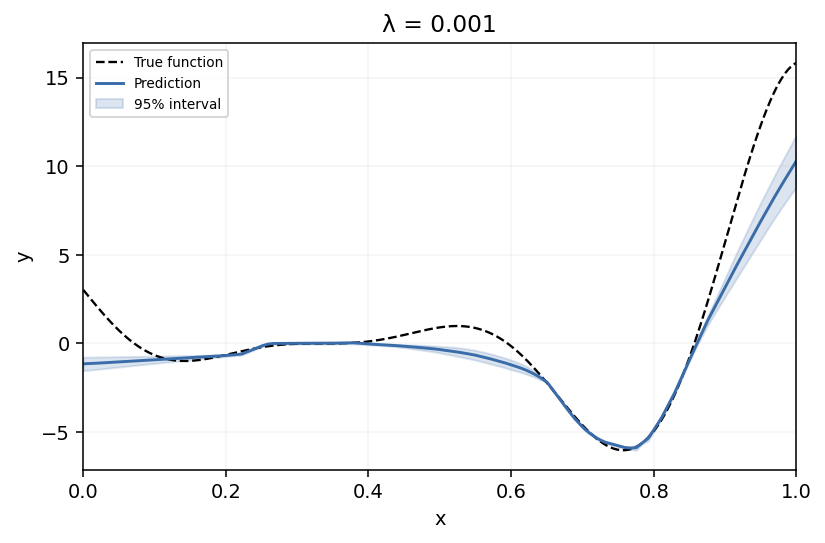 λ = 0.001
True function
Prediction
95% interval
15
10
5
0
−5
y
0.0 0.2 0.4 0.6 0.8 1.0
x